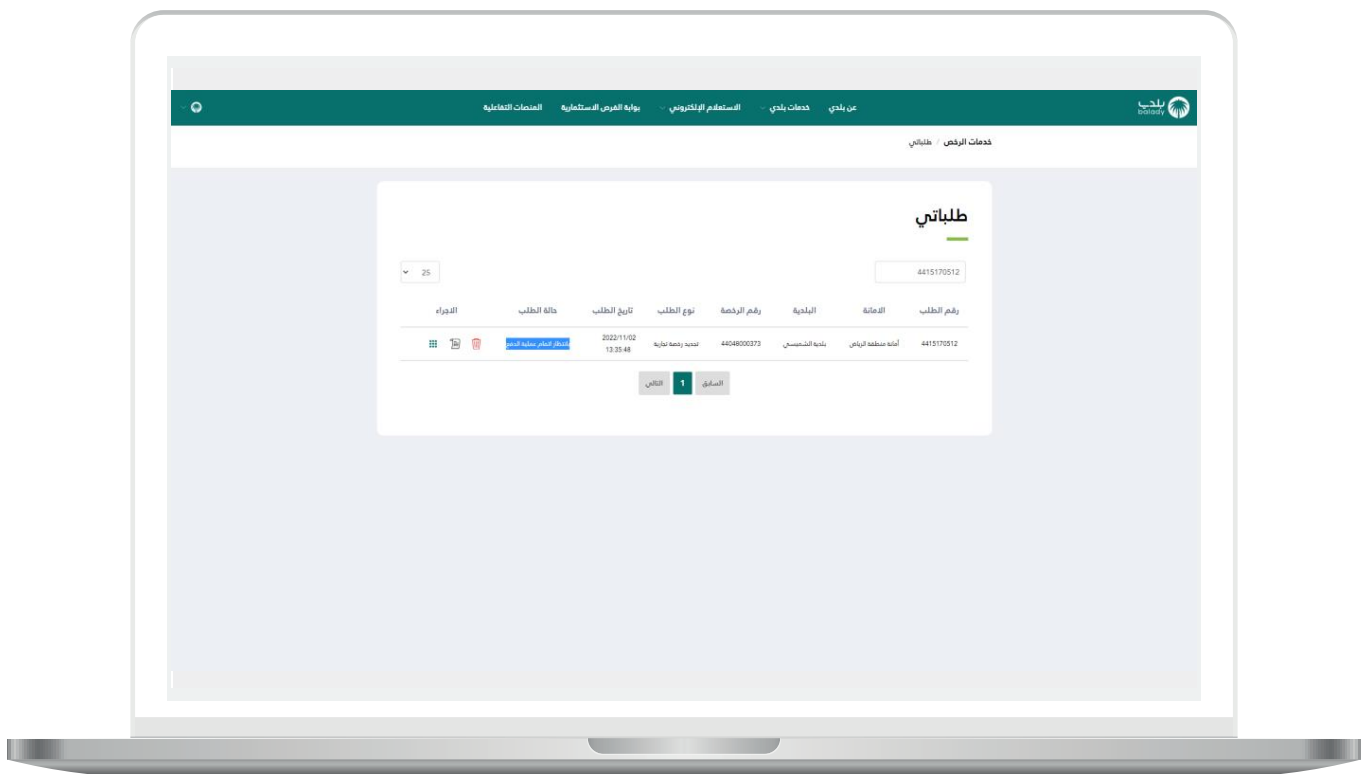 بلدي
balady
عن بلدي خدمات بلدي الاستعلام الإلكتروني بوابة الفرص الاستثمارية المنصات التفاعلية
خدمات الرخص / طلباتي
طلباتي
4415170512 25
رقم الطلب الامانة البلدية رقم الرخصة نوع الطلب تاريخ الطلب حالة الطلب الاجراء
4415170512 أمانة منطقة الرياض بلدية الشميسي 44048000373 تجديد رخصة تجارية 2022/11/02 13:35:48 بانتظار اتمام عملية الدفع
السابق 1 التالي